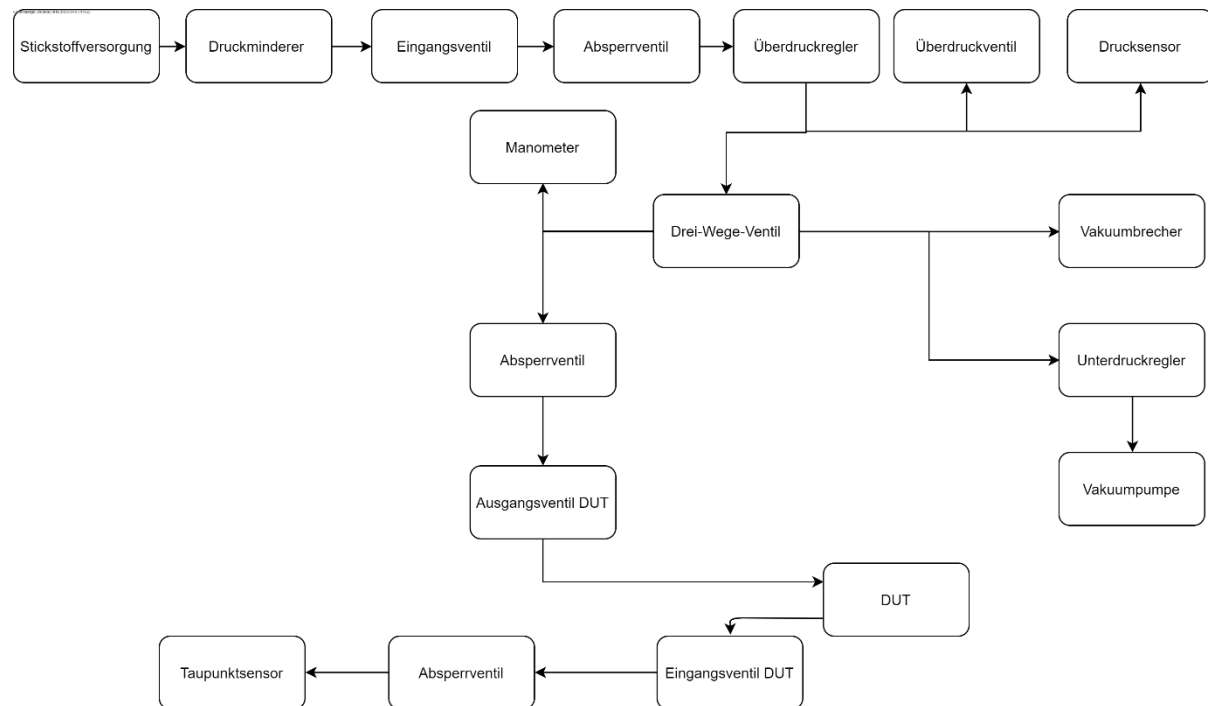 Stickstoffversorgung
Druckminderer
Eingangsventil
Absperrventil
Überdruckregler
Überdruckventil
Drucksensor
Manometer
Drei-Wege-Ventil
Vakuumbrecher
Absperrventil
Unterdruckregler
Ausgangsventil DUT
Vakuumpumpe
DUT
Taupunktsensor
Absperrventil
Eingangsventil DUT